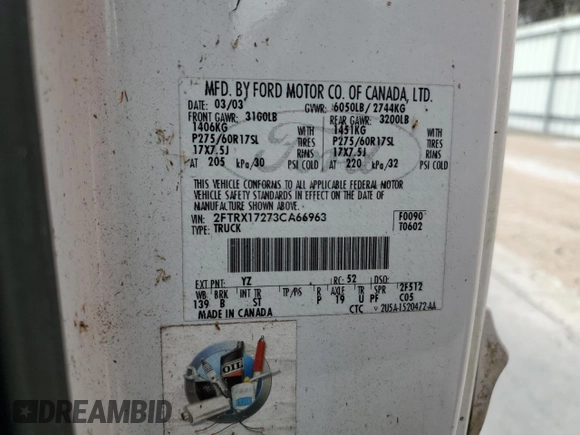 MFD. BY FORD MOTOR CO. OF CANADA, LTD.
DATE: 03/03 GVWR: 6050LB/2744KG
FRONT GAWR: 3100LB REAR GAWR: 3200LB
1406KG WITH 1451KG WITH
P275/60R17SL TIRES P275/60R17SL TIRES
17X7.5J RIMS 17X7.5J RIMS
AT 205 kPa/30 PSI COLD AT 220 kPa/32 PSI COLD
THIS VEHICLE CONFORMS TO ALL APPLICABLE FEDERAL MOTOR
VEHICLE SAFETY STANDARDS IN EFFECT ON THE DATE OF
MANUFACTURE SHOWN ABOVE.
VIN: 2FTRX17273CA66963 F0090
TYPE: TRUCK T0602
EXT PNT: YZ RC: 52 DSO:
WB BRK INT TR TP/PS R AXLE TR SPR 2F512
139 B ST P 19 U PF C05
MADE IN CANADA CTC 2U5A-1520472-AA
Ford
OIL
DREAMBID